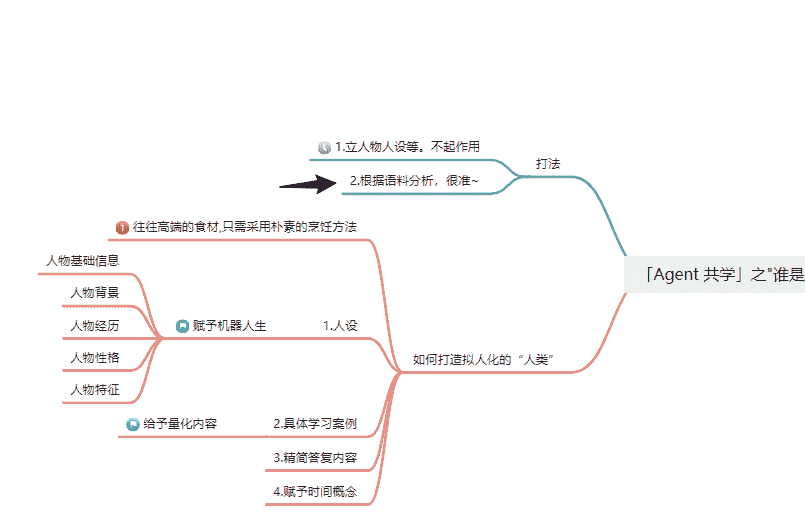 1.立人物人设等。不起作用
打法
2.根据语料分析，很准~
往往高端的食材,只需采用朴素的烹饪方法
人物基础信息
「Agent 共学」之"谁是
人物背景
人物经历
赋予机器人生
1.人设
人物性格
如何打造拟人化的“人类”
人物特征
给予量化内容
2.具体学习案例
3.精简答复内容
4.赋予时间概念